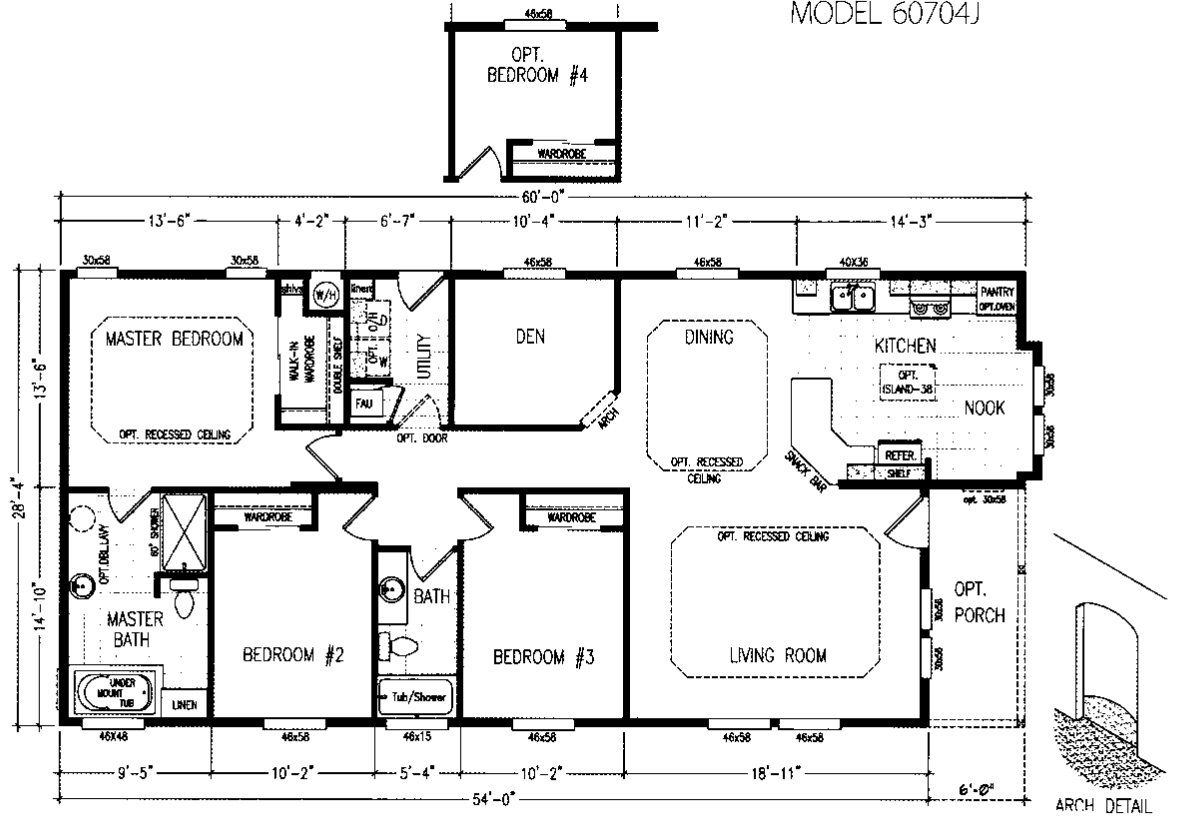 MODEL 60704J
46x58
OPT.
BEDROOM #4
WARDROBE
60'-0"
13'-6"
4'-2"
6'-7"
10'-4"
11'-2"
14'-3"
30x58
30x58
46x58
46x58
40X36
shlvs
W/H
linen
PANTRY
OPT.OVEN
MASTER BEDROOM
WALK-IN
WARDROBE
DOUBLE SHELF
OPT. O/H
D
W
UTILITY
DEN
DINING
KITCHEN
OPT.
ISLAND-38
NOOK
30x58
30x58
FAU
ARCH
OPT. DOOR
OPT. RECESSED CEILING
OPT. RECESSED
CEILING
SNACK BAR
REFER.
SHELF
opt. 30x58
13'-6"
28'-4"
14'-10"
OPT.DBL.LAVY
60" SHOWER
WARDROBE
WARDROBE
OPT. RECESSED CEILING
MASTER
BATH
BATH
OPT.
PORCH
30x58
30x58
BEDROOM #2
BEDROOM #3
LIVING ROOM
UNDER
MOUNT
TUB
LINEN
Tub/Shower
46X48
46x58
46x15
46x58
46x58
46x58
9'-5"
10'-2"
5'-4"
10'-2"
18'-11"
54'-0"
6'-0"
ARCH DETAIL